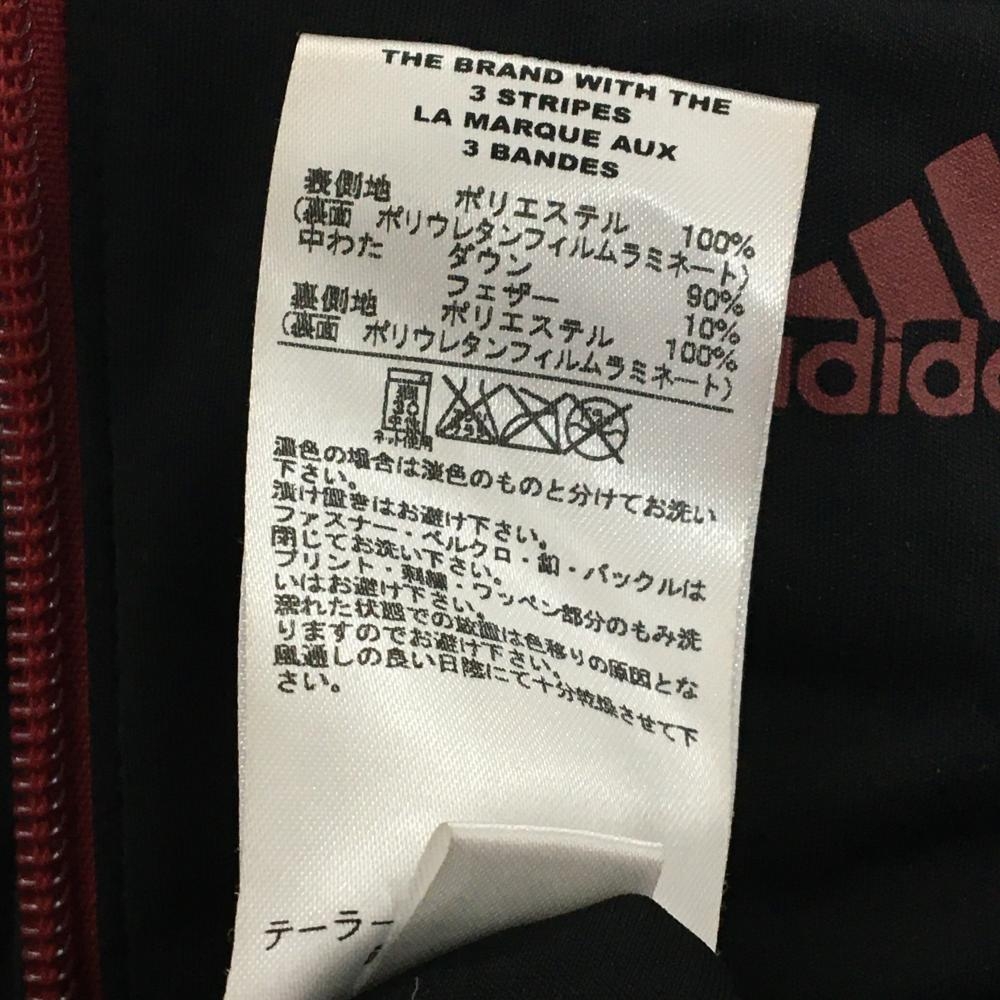 THE BRAND WITH THE
3 STRIPES
LA MARQUE AUX
3 BANDES
表側地 ポリエステル 100%
(裏面 ポリウレタンフィルムラミネート)
中わた ダウン 90%
フェザー 10%
裏側地 ポリエステル 100%
(裏面 ポリウレタンフィルムラミネート)
30
中性
ネット使用
濃色の場合は淡色のものと分けてお洗い
下さい。
漬け置きはお避け下さい。
ファスナー・ベルクロ・釦・バックルは
閉じてお洗い下さい。
プリント・刺繍・ワッペン部分のもみ洗
いはお避け下さい。
濡れた状態での放置は色移りの原因とな
りますのでお避け下さい。
風通しの良い日陰にて十分乾燥させて下
さい。
テーラー
adida